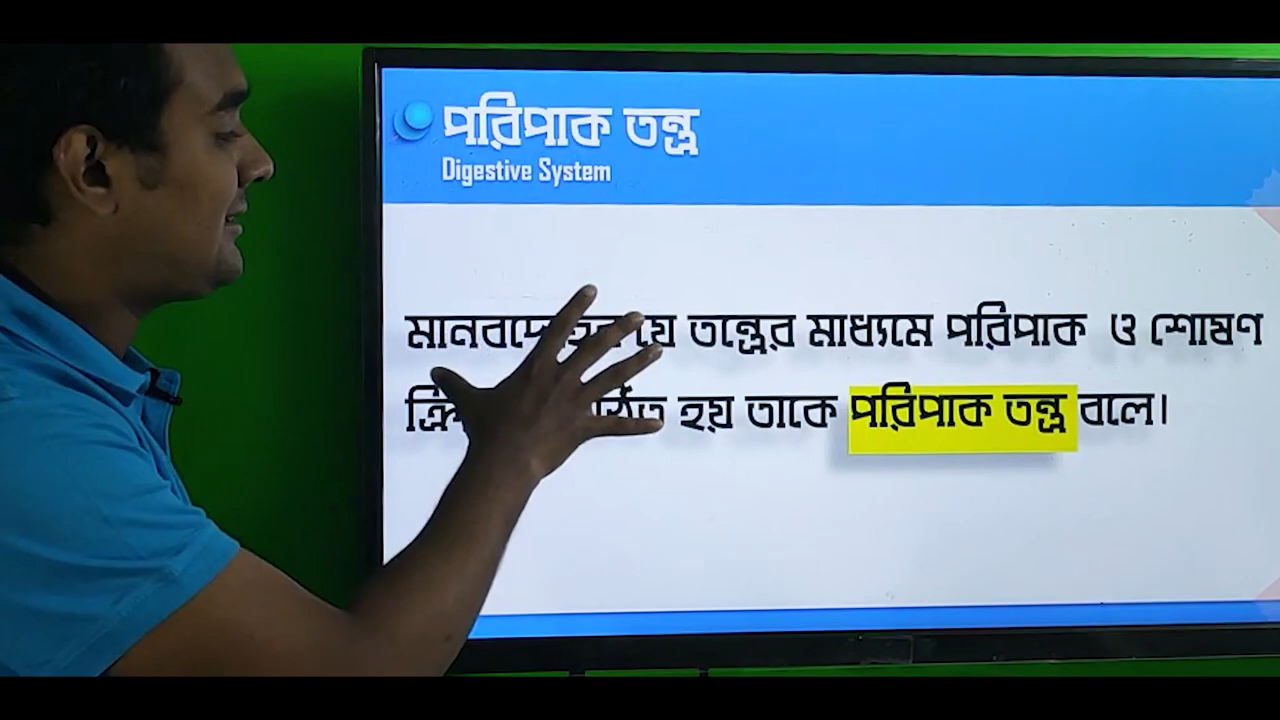 পরিপাক তন্ত্র
Digestive System
যে তন্ত্রের মাধ্যমে পরিপাক ও শোষণ
হয় তাকে পরিপাক তন্ত্র বলে।